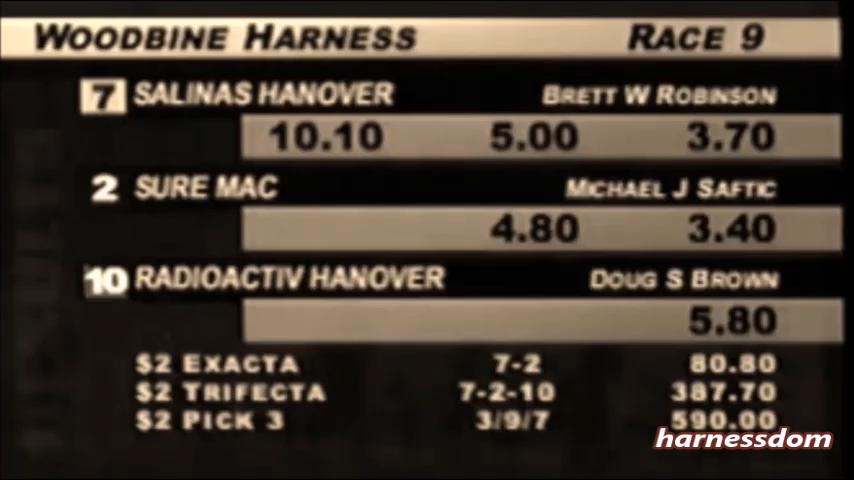 WOODBINE HARNESS RACE 9
7 SALINAS HANOVER BRETT W ROBINSON
10.10 5.00 3.70
2 SURE MAC MICHAEL J SAFTIC
4.80 3.40
10 RADIOACTIV HANOVER DOUG S BROWN
5.80
$2 EXACTA 7-2 80.80
$2 TRIFECTA 7-2-10 387.70
$2 PICK 3 3/9/7 590.00
harnessdom